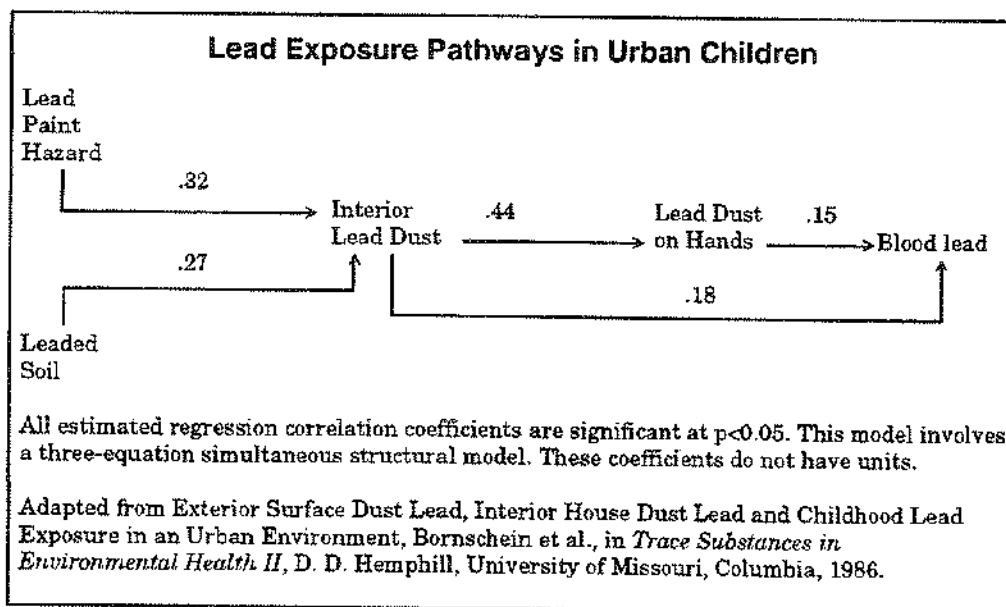 Lead Exposure Pathways in Urban Children
Lead
Paint
Hazard
.32
Interior
Lead Dust
.44
Lead Dust
on Hands
.15
Blood lead
.27
.18
Leaded
Soil
All estimated regression correlation coefficients are significant at p<0.05. This model involves
a three-equation simultaneous structural model. These coefficients do not have units.
Adapted from Exterior Surface Dust Lead, Interior House Dust Lead and Childhood Lead
Exposure in an Urban Environment, Bornschein et al., in Trace Substances in
Environmental Health II, D. D. Hemphill, University of Missouri, Columbia, 1986.